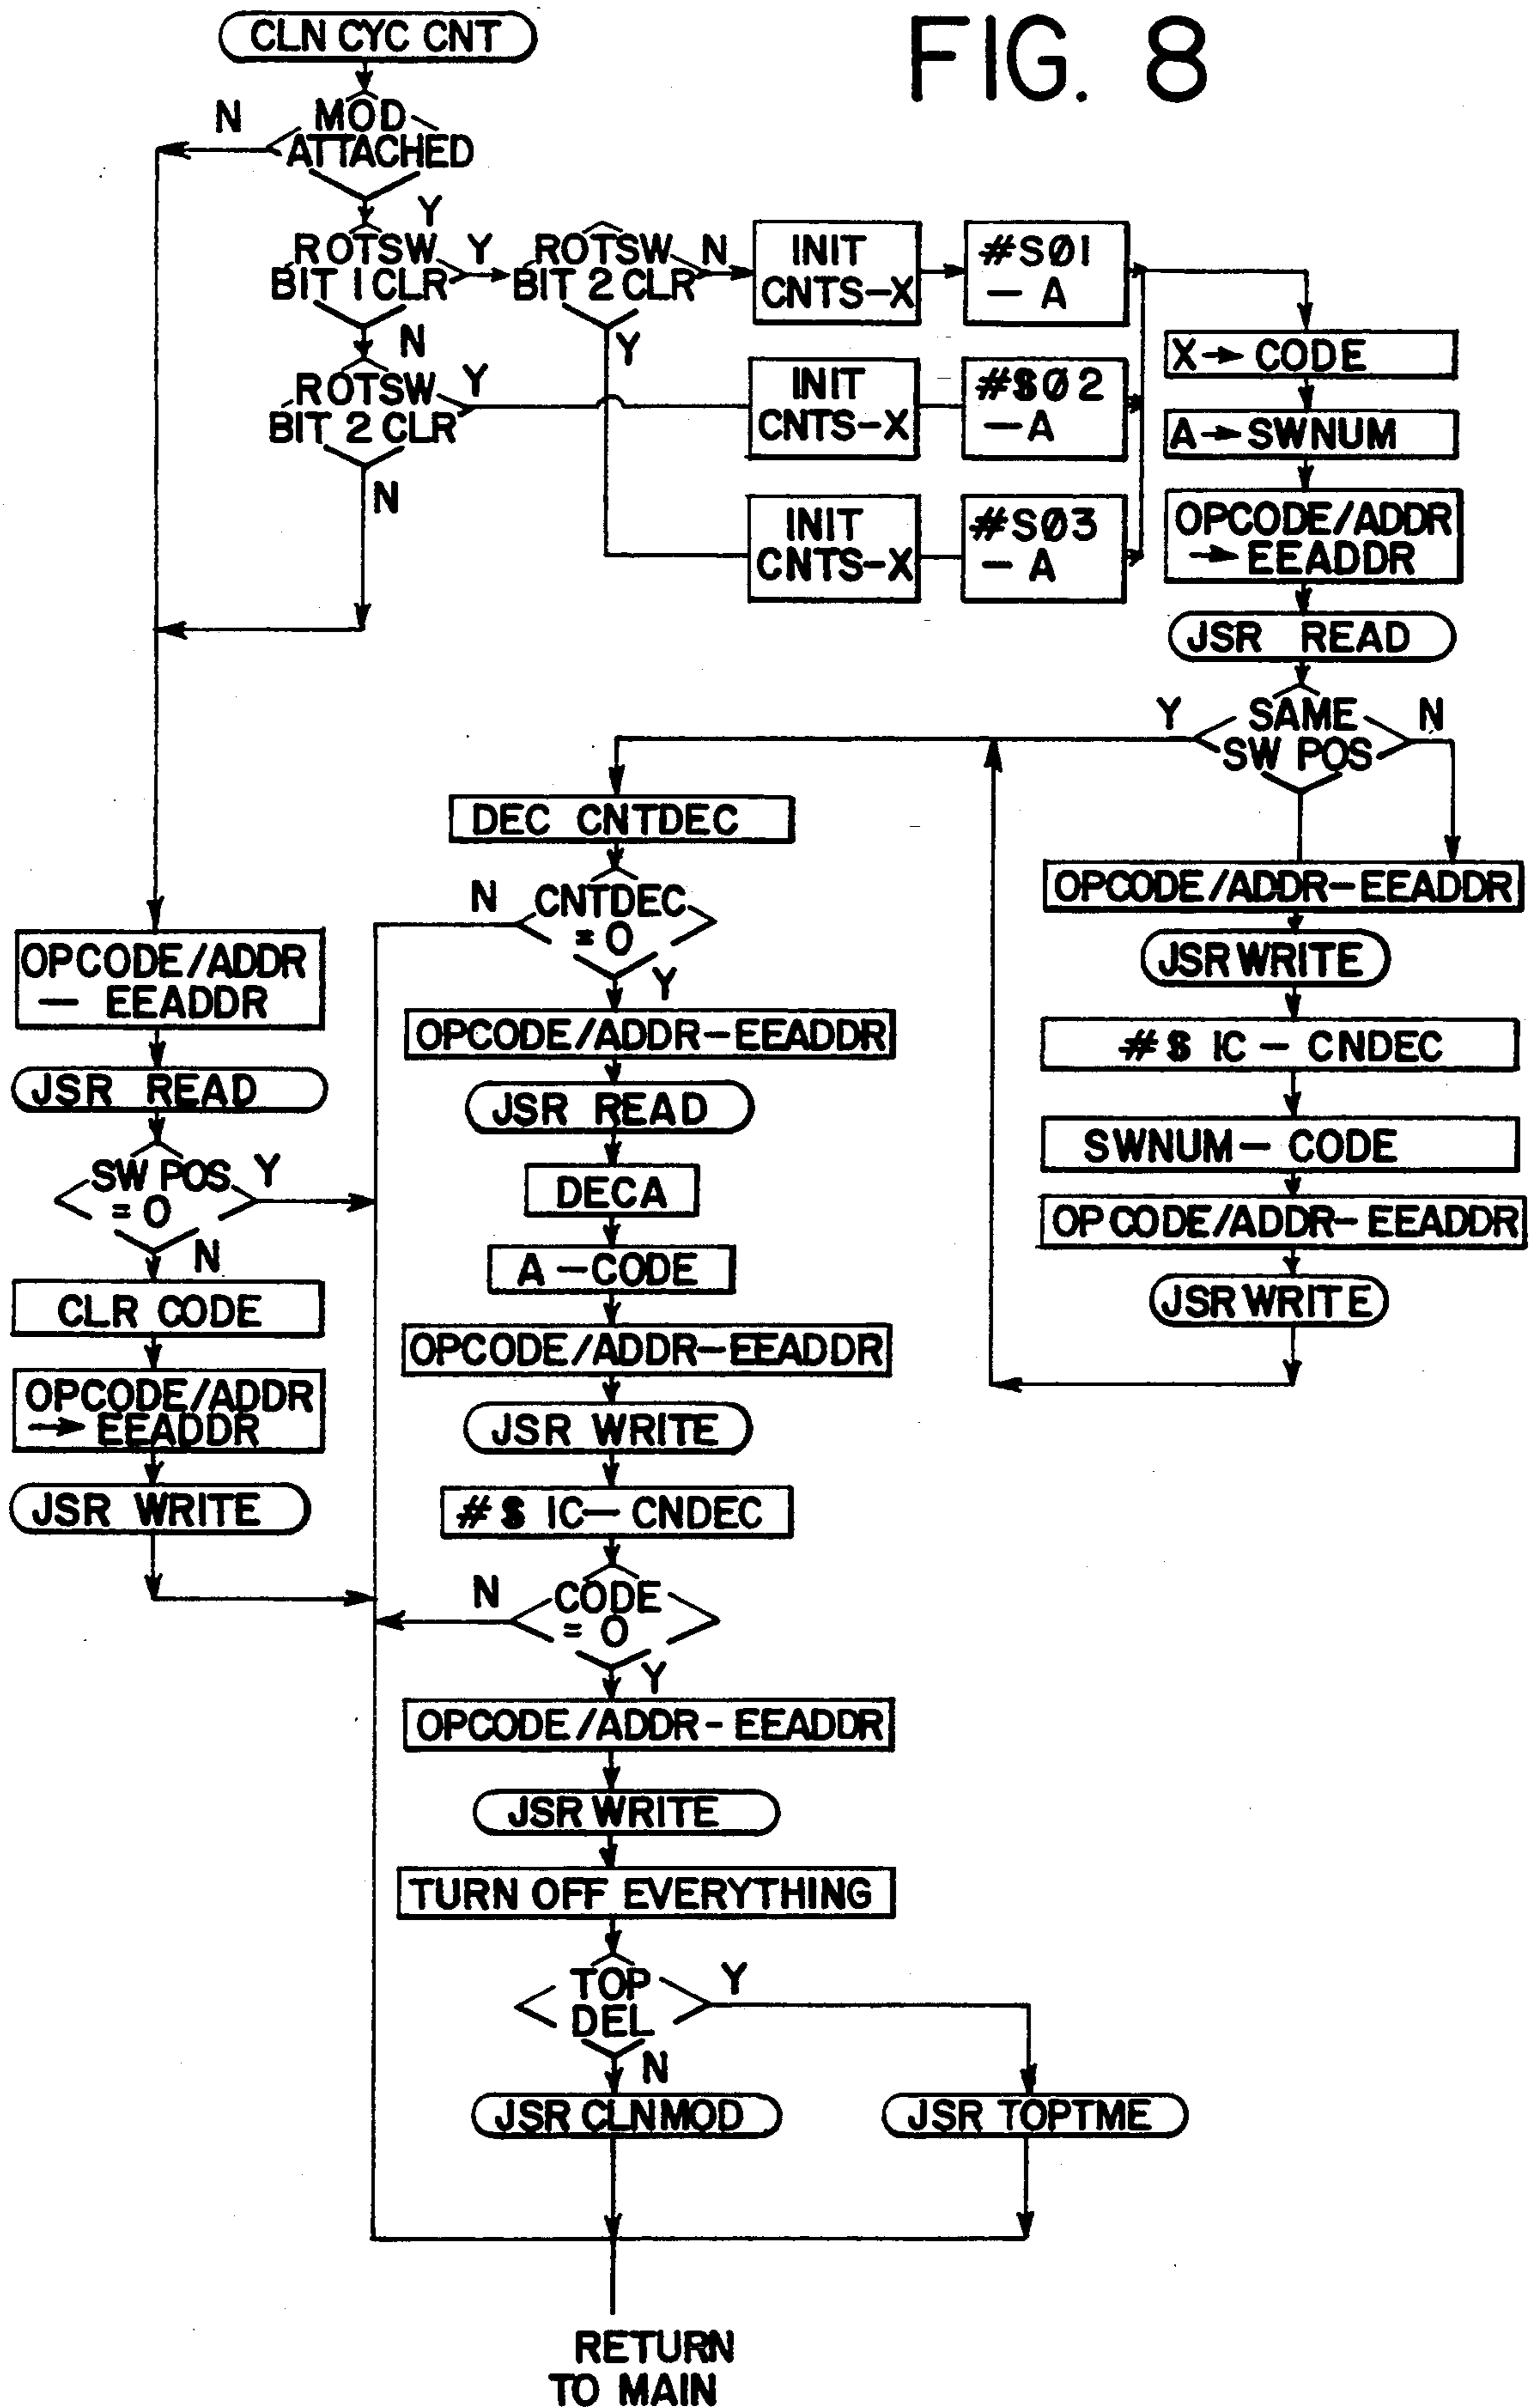 FIG. 8
CLN CYC CNT
MOD
ATTACHED
N
Y
ROTSW
BIT 1 CLR
Y
N
ROTSW
BIT 2 CLR
N
Y
INIT
CNTS-X
#SØ1
- A
ROTSW
BIT 2 CLR
Y
N
INIT
CNTS-X
#$Ø2
-A
INIT
CNTS-X
#SØ3
- A
X→ CODE
A→ SWNUM
OPCODE/ADDR
→ EEADDR
JSR READ
SAME
SW POS
Y
N
OPCODE/ADDR-EEADDR
JSR WRITE
#$ IC - CNDEC
SWNUM- CODE
OPCODE/ADDR-EEADDR
JSR WRITE
DEC CNTDEC
CNTDEC
= 0
N
Y
OPCODE/ADDR-EEADDR
JSR READ
DECA
A -CODE
OPCODE/ADDR-EEADDR
JSR WRITE
#$ IC- CNDEC
CODE
= 0
N
Y
OPCODE/ADDR-EEADDR
JSR WRITE
TURN OFF EVERYTHING
TOP
DEL
Y
N
JSR CLNMOD
JSR TOPTME
OPCODE/ADDR
- EEADDR
JSR READ
SW POS
= 0
Y
N
CLR CODE
OPCODE/ADDR
→ EEADDR
JSR WRITE
RETURN
TO MAIN